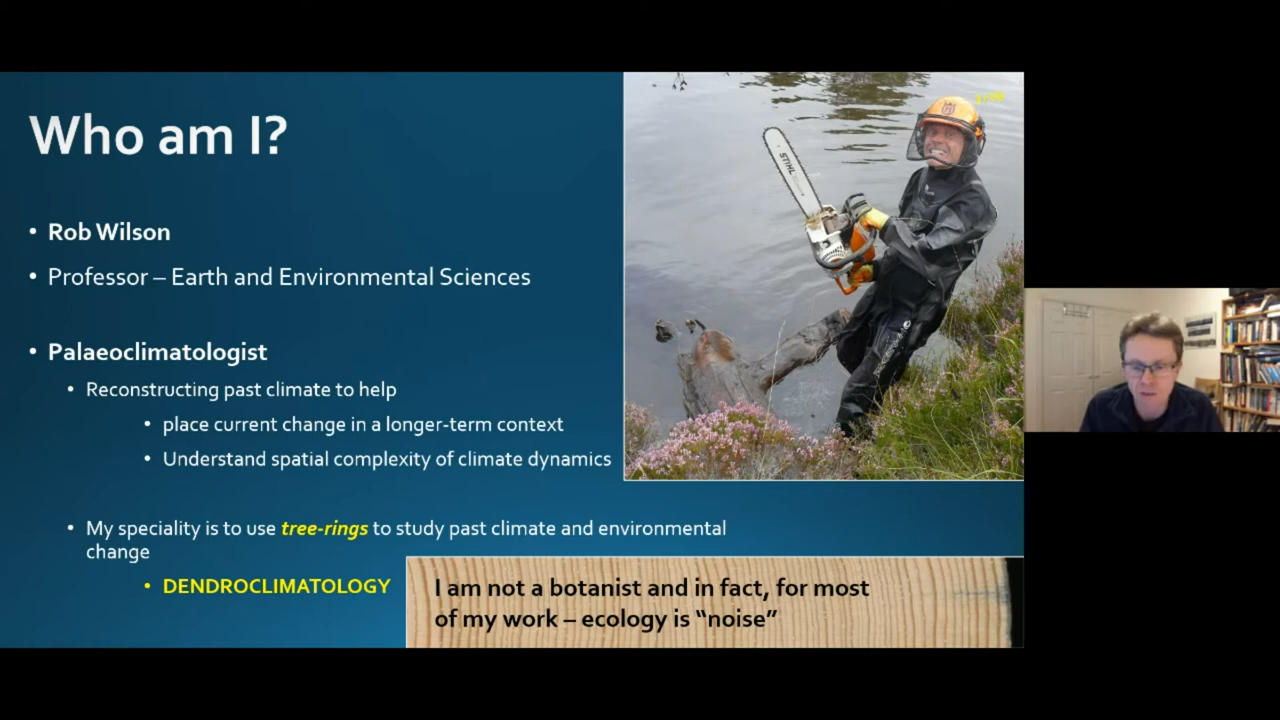 Who am I?
• Rob Wilson
• Professor – Earth and Environmental Sciences
• Palaeoclimatologist
• Reconstructing past climate to help
• place current change in a longer-term context
• Understand spatial complexity of climate dynamics
• My speciality is to use tree-rings to study past climate and environmental
change
• DENDROCLIMATOLOGY
I am not a botanist and in fact, for most
of my work – ecology is “noise”
STIHL